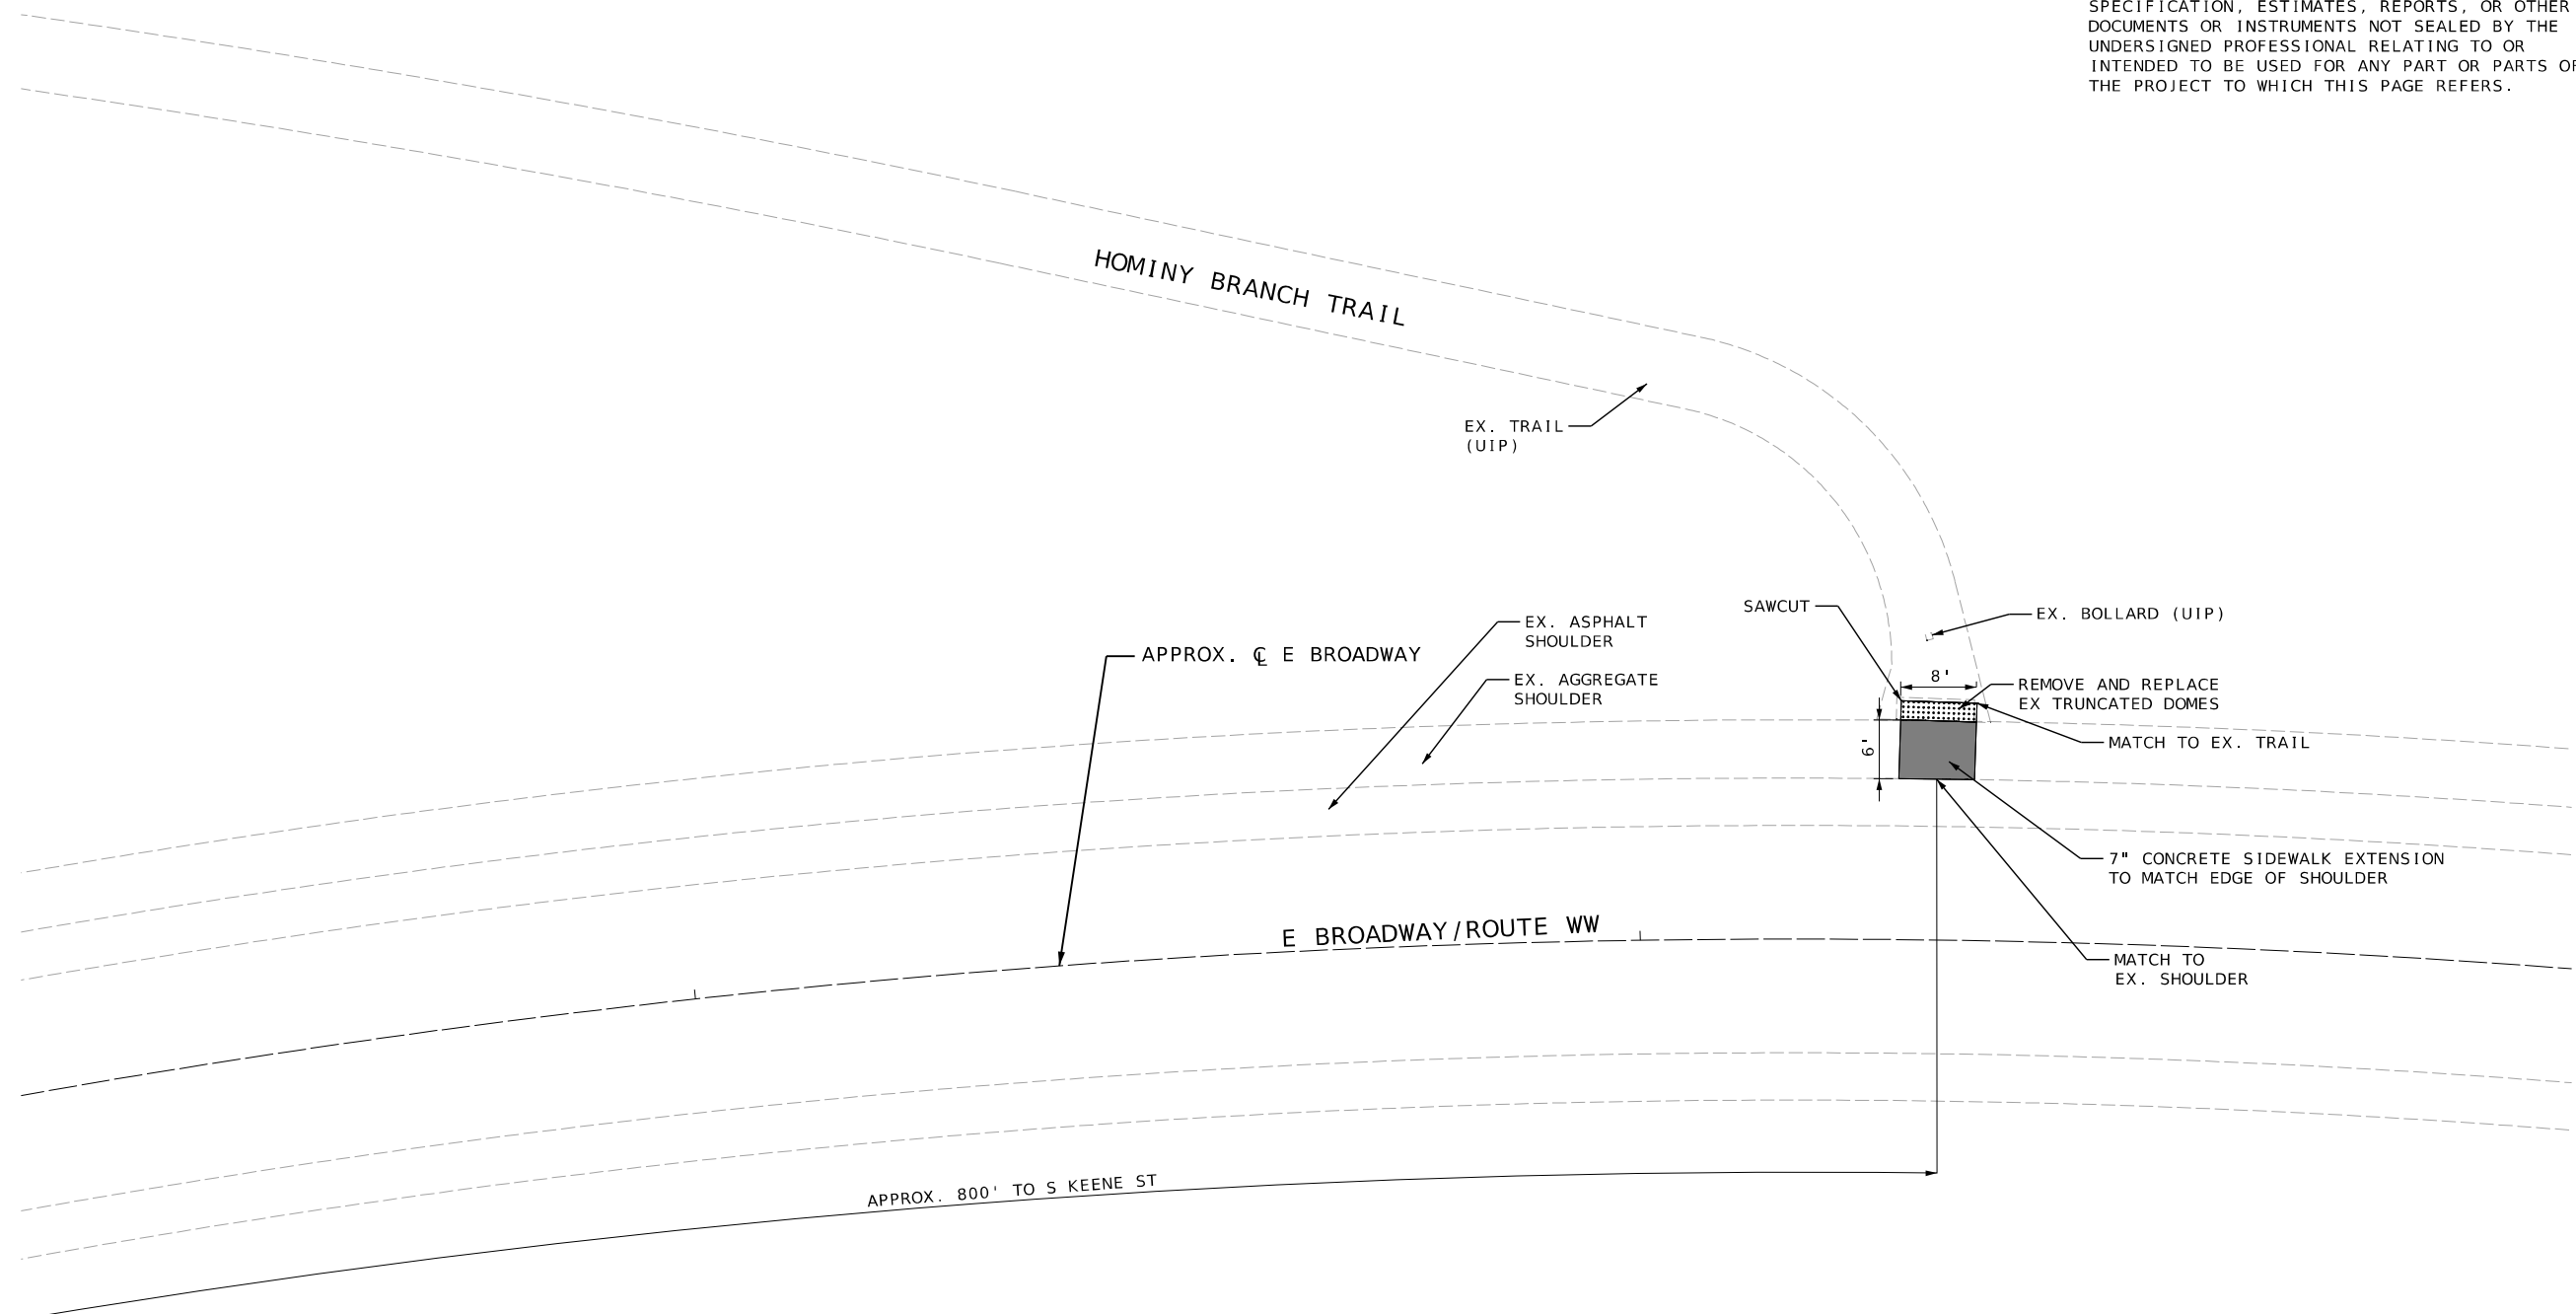 SPECIFICATION, ESTIMATES, REPORTS, OR OTHER
DOCUMENTS OR INSTRUMENTS NOT SEALED BY THE
UNDERSIGNED PROFESSIONAL RELATING TO OR
INTENDED TO BE USED FOR ANY PART OR PARTS OF
THE PROJECT TO WHICH THIS PAGE REFERS.
HOMINY BRANCH TRAIL
EX. TRAIL
(UIP)
SAWCUT
EX. BOLLARD (UIP)
EX. ASPHALT
SHOULDER
APPROX. ℄ E BROADWAY
EX. AGGREGATE
SHOULDER
8'
REMOVE AND REPLACE
EX TRUNCATED DOMES
6'
MATCH TO EX. TRAIL
7" CONCRETE SIDEWALK EXTENSION
TO MATCH EDGE OF SHOULDER
E BROADWAY/ROUTE WW
MATCH TO
EX. SHOULDER
APPROX. 800' TO S KEENE ST